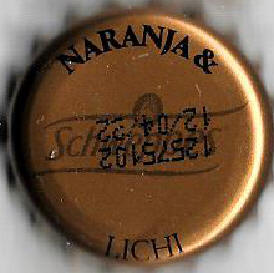 NARANJA &
Schweppes
12/04/22
12575102
LICHI